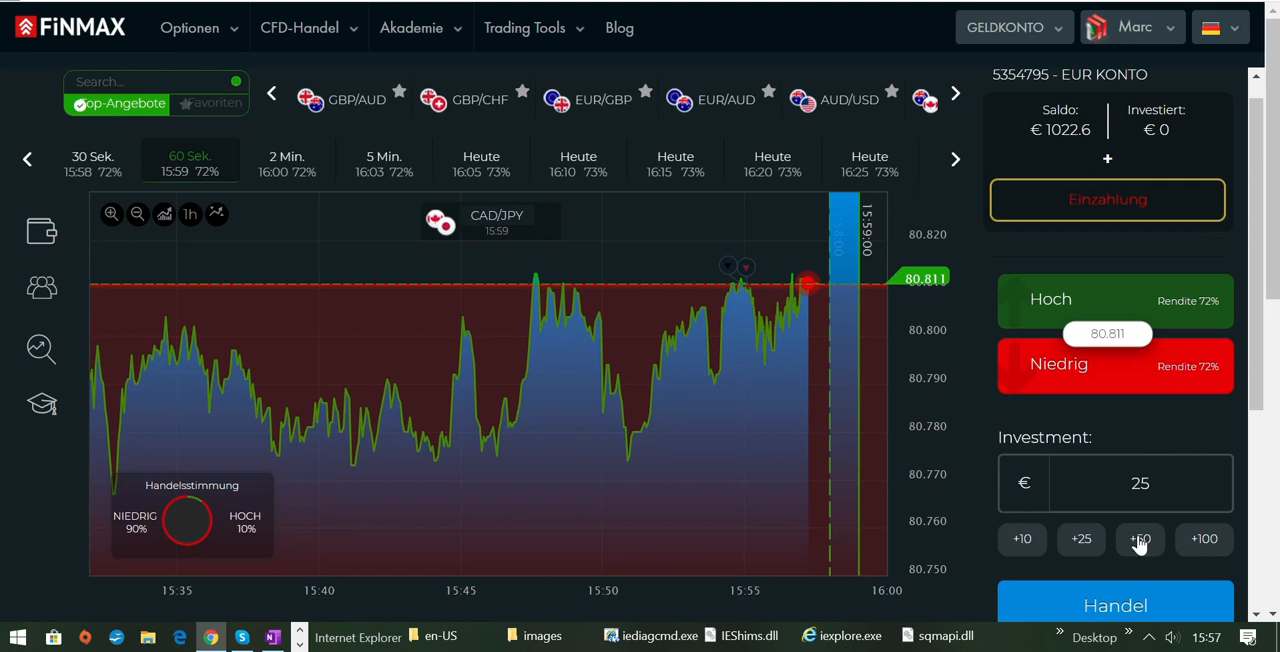 FiNMAX
Optionen
CFD-Handel
Akademie
Trading Tools
Blog
GELDKONTO
Marc
Search...
Top-Angebote
Favoriten
GBP/AUD
GBP/CHF
EUR/GBP
EUR/AUD
AUD/USD
5354795 - EUR KONTO
Saldo:
€ 1022.6
Investiert:
€ 0
+
Einzahlung
30 Sek.
15:58 72%
60 Sek.
15:59 72%
2 Min.
16:00 72%
5 Min.
16:03 72%
Heute
16:05 73%
Heute
16:10 73%
Heute
16:15 73%
Heute
16:20 73%
Heute
16:25 73%
1h
CAD/JPY
15:59
15:58:00
15:59:00
80.820
80.811
80.800
80.790
80.780
80.770
80.760
80.750
Handelsstimmung
NIEDRIG
90%
HOCH
10%
15:35
15:40
15:45
15:50
15:55
16:00
Hoch
Rendite 72%
80.811
Niedrig
Rendite 72%
Investment:
€
25
+10
+25
+50
+100
Handel
Internet Explorer
en-US
images
iediagcmd.exe
IEShims.dll
iexplore.exe
sqmapi.dll
Desktop
15:57